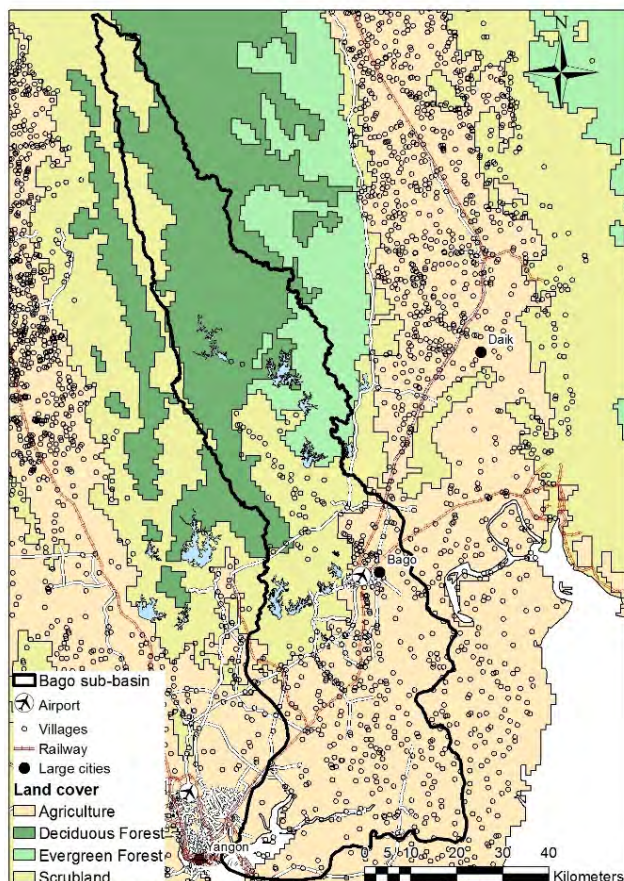 N
Daik
Bago
Bago sub-basin
Airport
Villages
Railway
Large cities
Land cover
Agriculture
Deciduous Forest
Evergreen Forest
Scrubland
Yangon
0 5 10 20 30 40
Kilometers